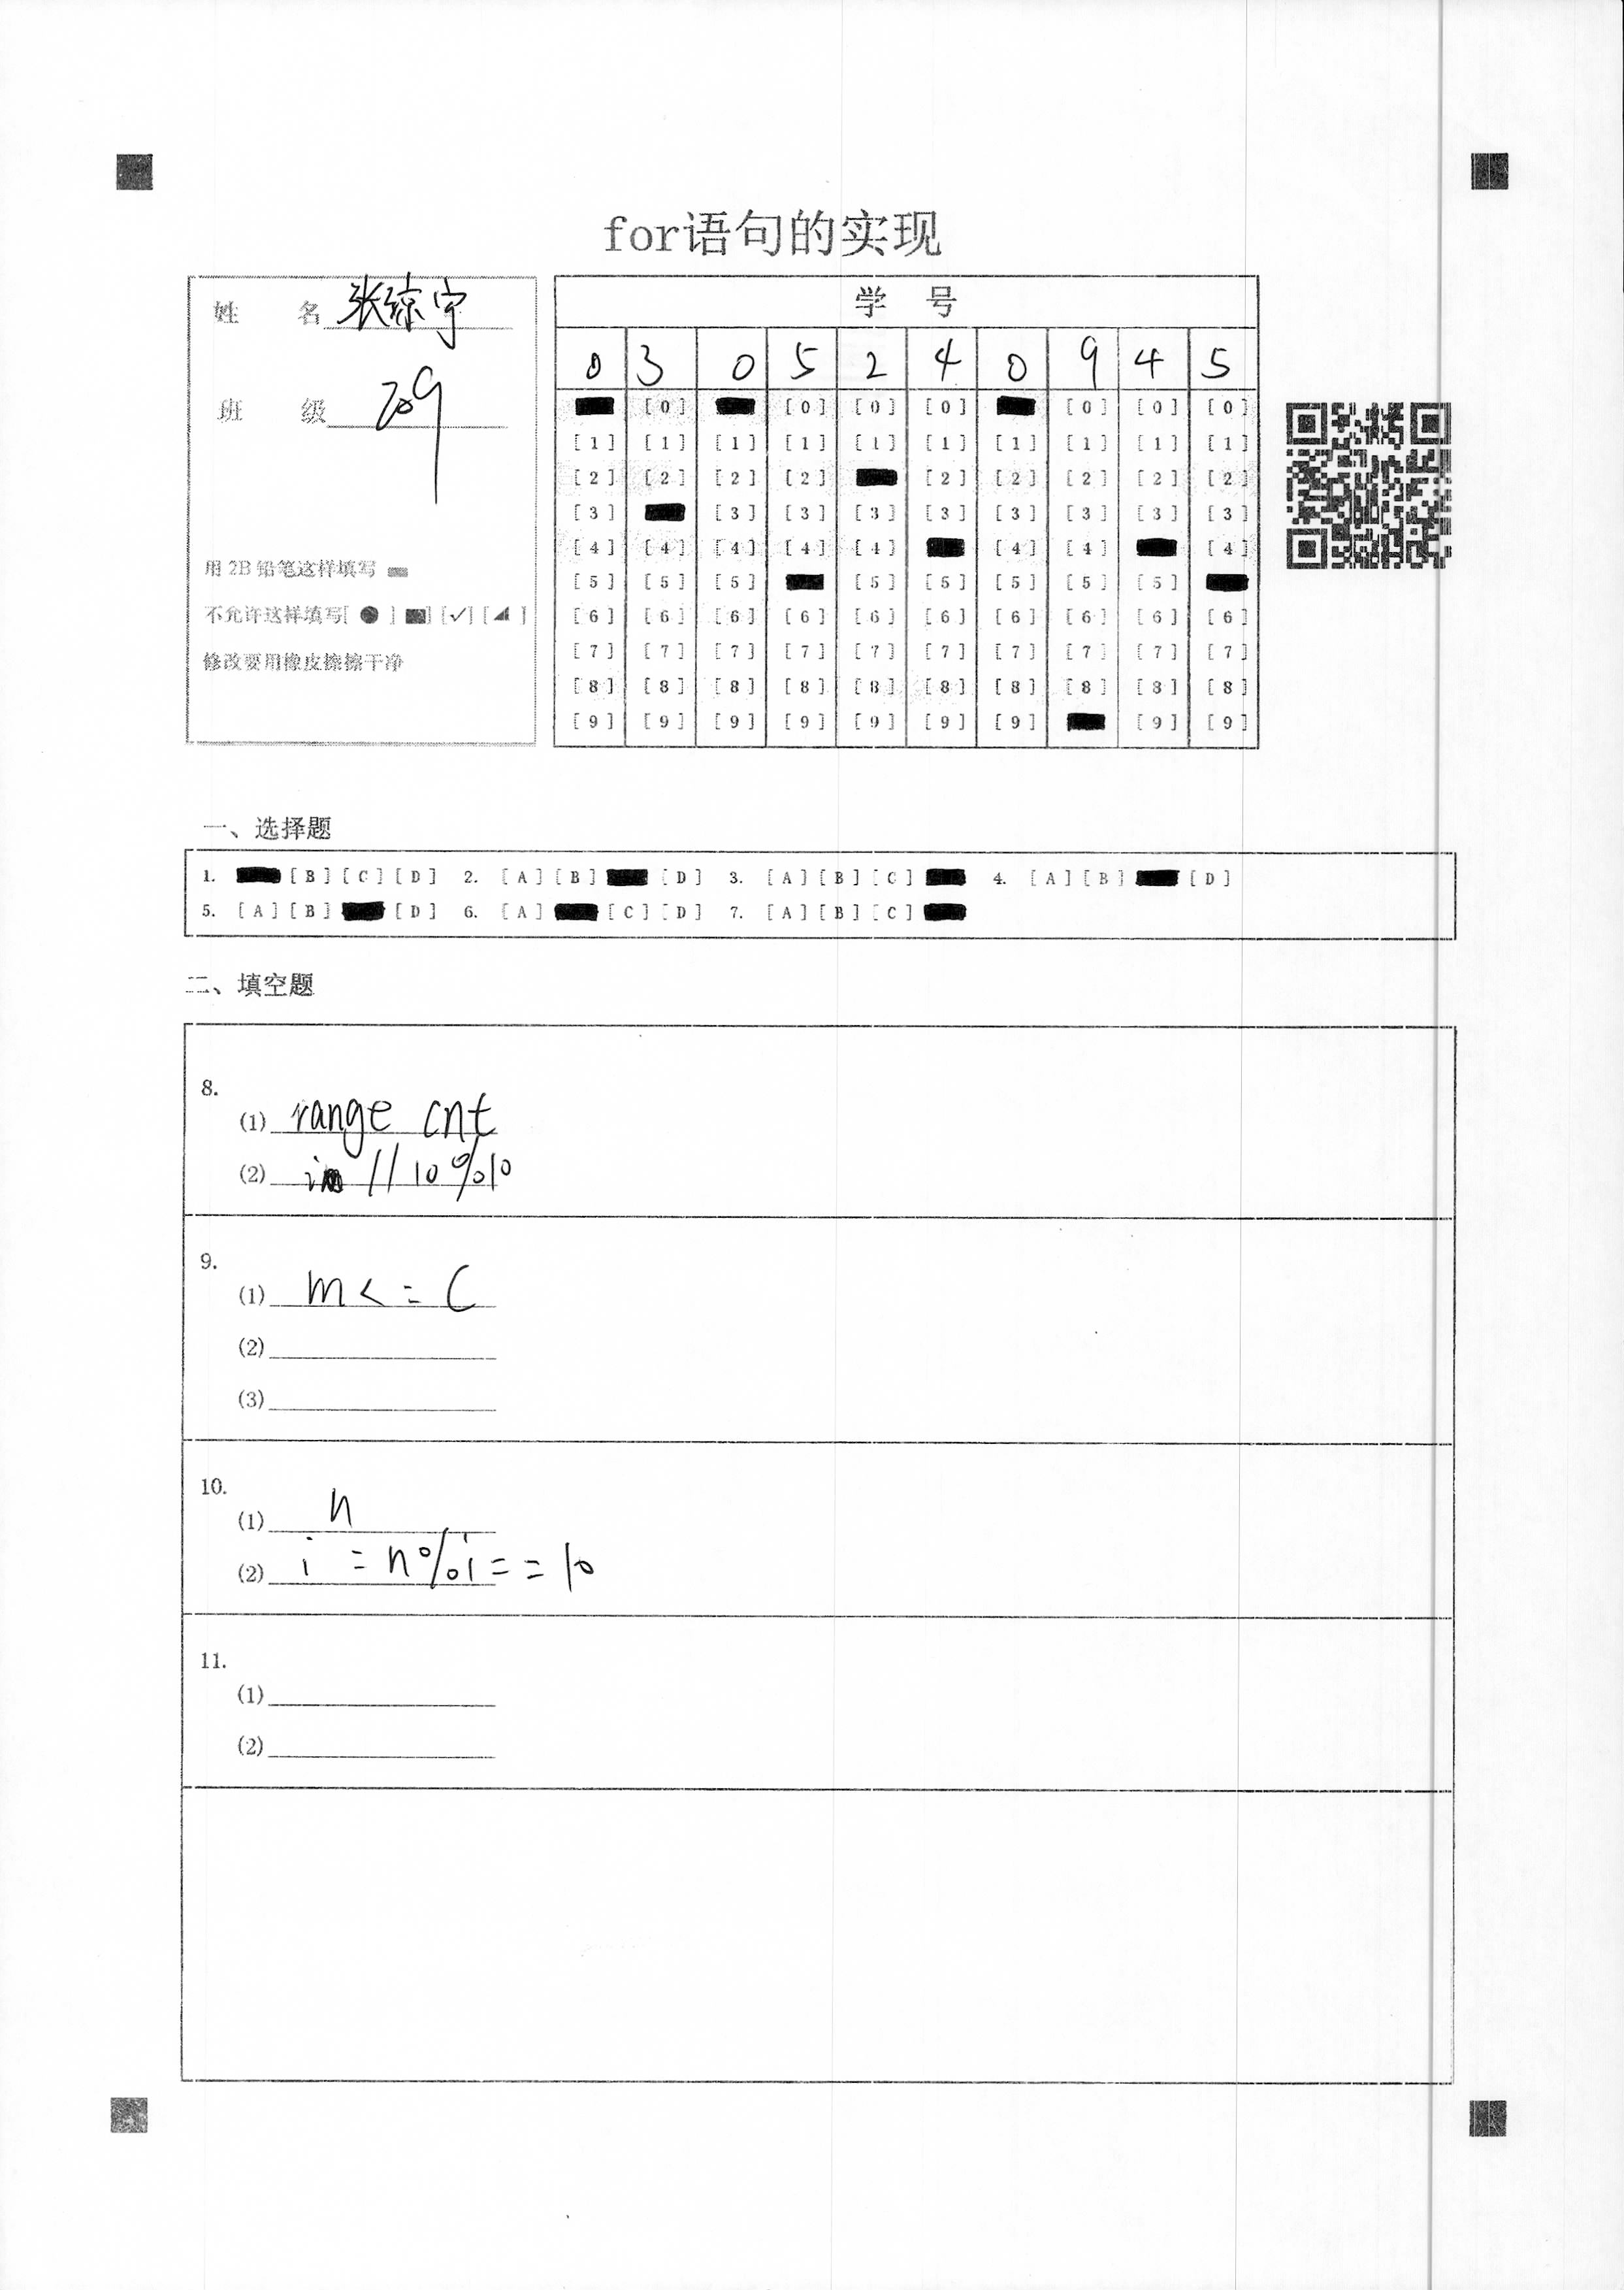 for语句的实现
姓 名 张综宇
班 级 209
用 2B 铅笔这样填写
不允许这样填写[ ● ] [■] [✓] [◢ ]
修改要用橡皮擦擦干净
学 号
0 3 0 5 2 4 0 9 4 5
[0] [0] [0] [0] [0] [0] [0]
[1] [1] [1] [1] [1] [1] [1] [1] [1] [1]
[2] [2] [2] [2] [2] [2] [2] [2] [2]
[3] [3] [3] [3] [3] [3] [3] [3] [3]
[4] [4] [4] [4] [4] [4] [4] [4]
[5] [5] [5] [5] [5] [5] [5] [5]
[6] [6] [6] [6] [6] [6] [6] [6] [6] [6]
[7] [7] [7] [7] [7] [7] [7] [7] [7] [7]
[8] [8] [8] [8] [8] [8] [8] [8] [8] [8]
[9] [9] [9] [9] [9] [9] [9] [9] [9]
一、选择题
1. [B] [C] [D] 2. [A] [B] [D] 3. [A] [B] [C] 4. [A] [B] [D]
5. [A] [B] [D] 6. [A] [C] [D] 7. [A] [B] [C]
二、填空题
8.
(1) range cnt
(2) i//10%10
9.
(1) m<=c
(2)
(3)
10.
(1) n
(2) i = n%i==10
11.
(1)
(2)